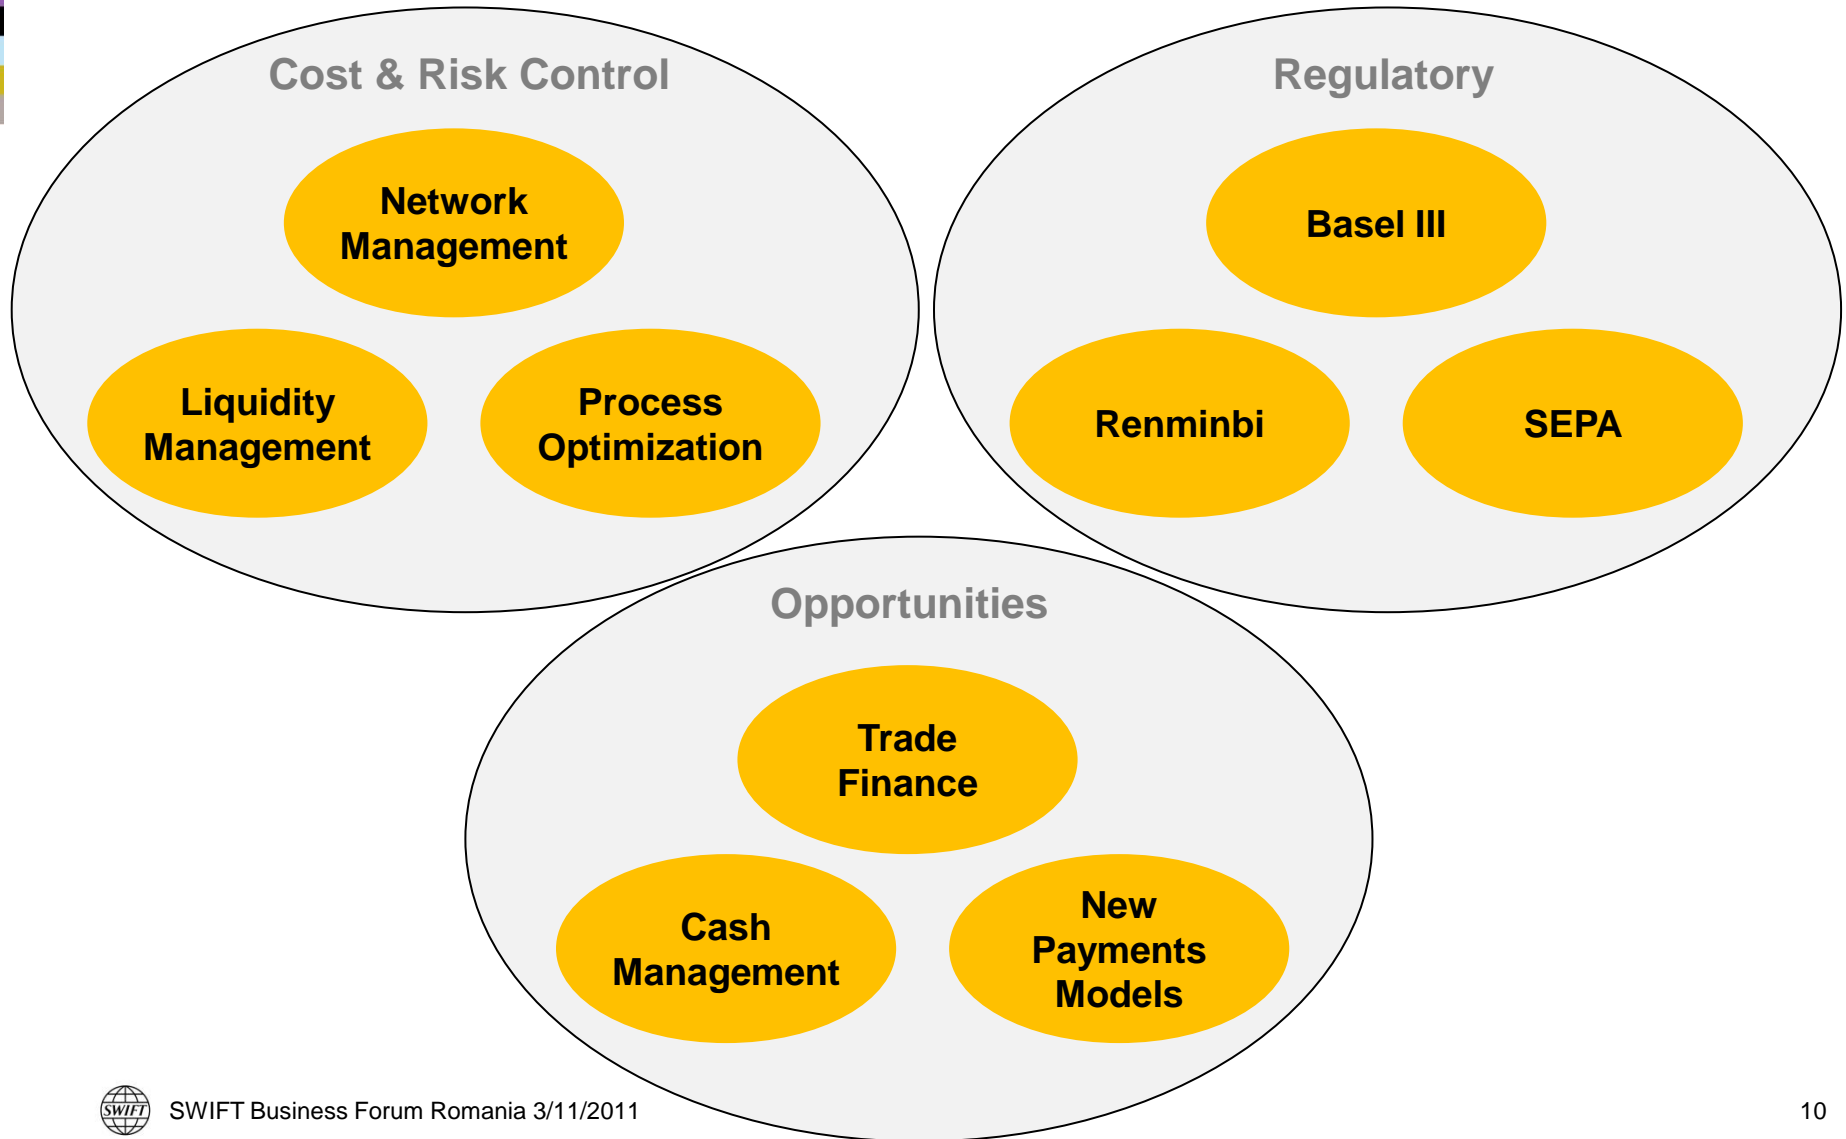 Cost & Risk Control
Network
Management
Liquidity
Management
Process
Optimization
Regulatory
Basel III
Renminbi
SEPA
Opportunities
Trade
Finance
Cash
Management
New
Payments
Models
SWIFT
SWIFT Business Forum Romania 3/11/2011
10